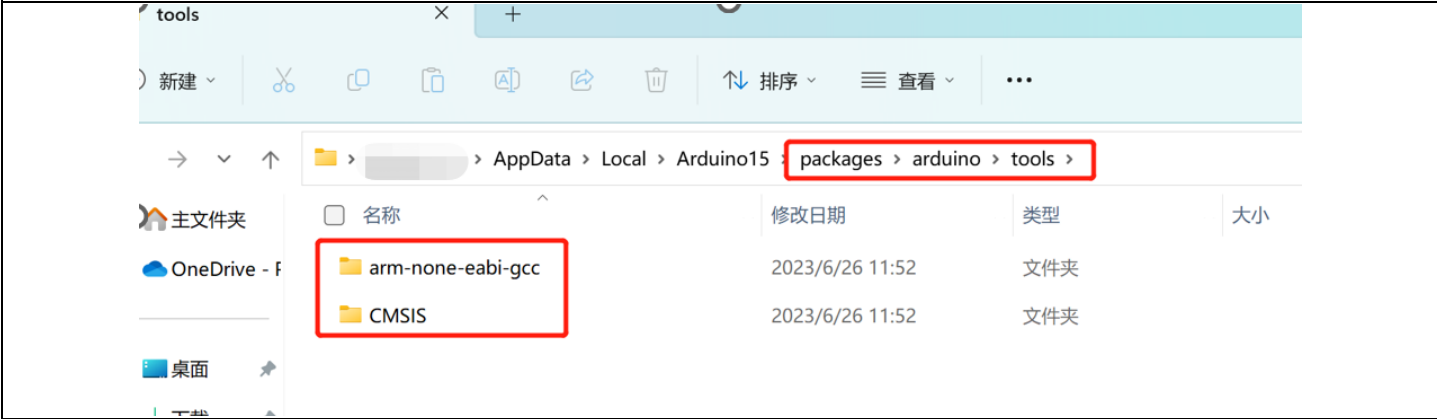 tools
新建
排序
查看
AppData > Local > Arduino15 > packages > arduino > tools >
名称 修改日期 类型 大小
主文件夹
arm-none-eabi-gcc 2023/6/26 11:52 文件夹
OneDrive -
CMSIS 2023/6/26 11:52 文件夹
桌面